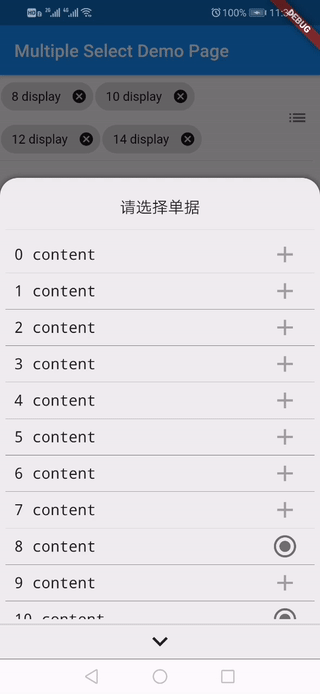 100% 11:3
DEBUG
Multiple Select Demo Page
8 display 10 display
12 display 14 display
请选择单据
0 content
1 content
2 content
3 content
4 content
5 content
6 content
7 content
8 content
9 content
10 content